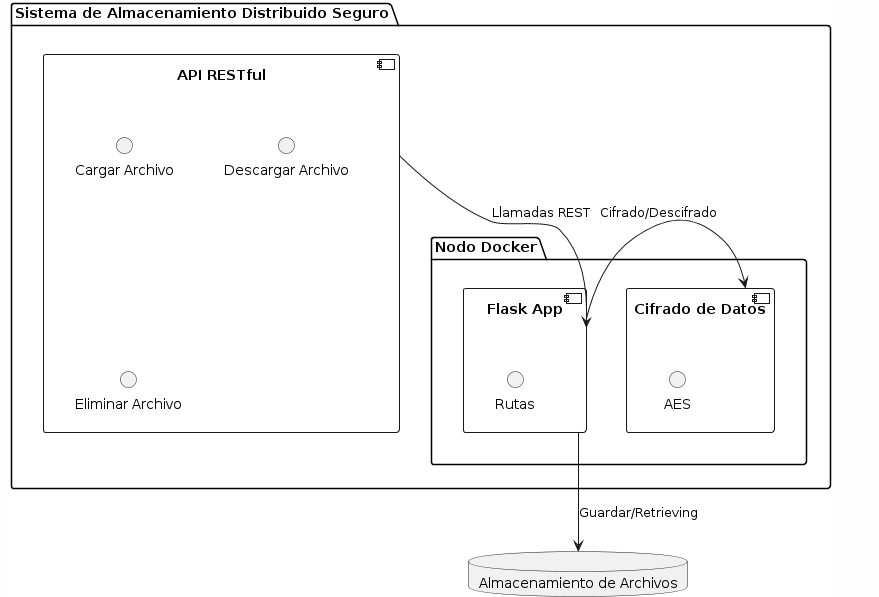 Sistema de Almacenamiento Distribuido Seguro
API RESTful
Cargar Archivo
Descargar Archivo
Llamadas REST
Cifrado/Descifrado
Nodo Docker
Flask App
Cifrado de Datos
Rutas
AES
Eliminar Archivo
Guardar/Retrieving
Almacenamiento de Archivos